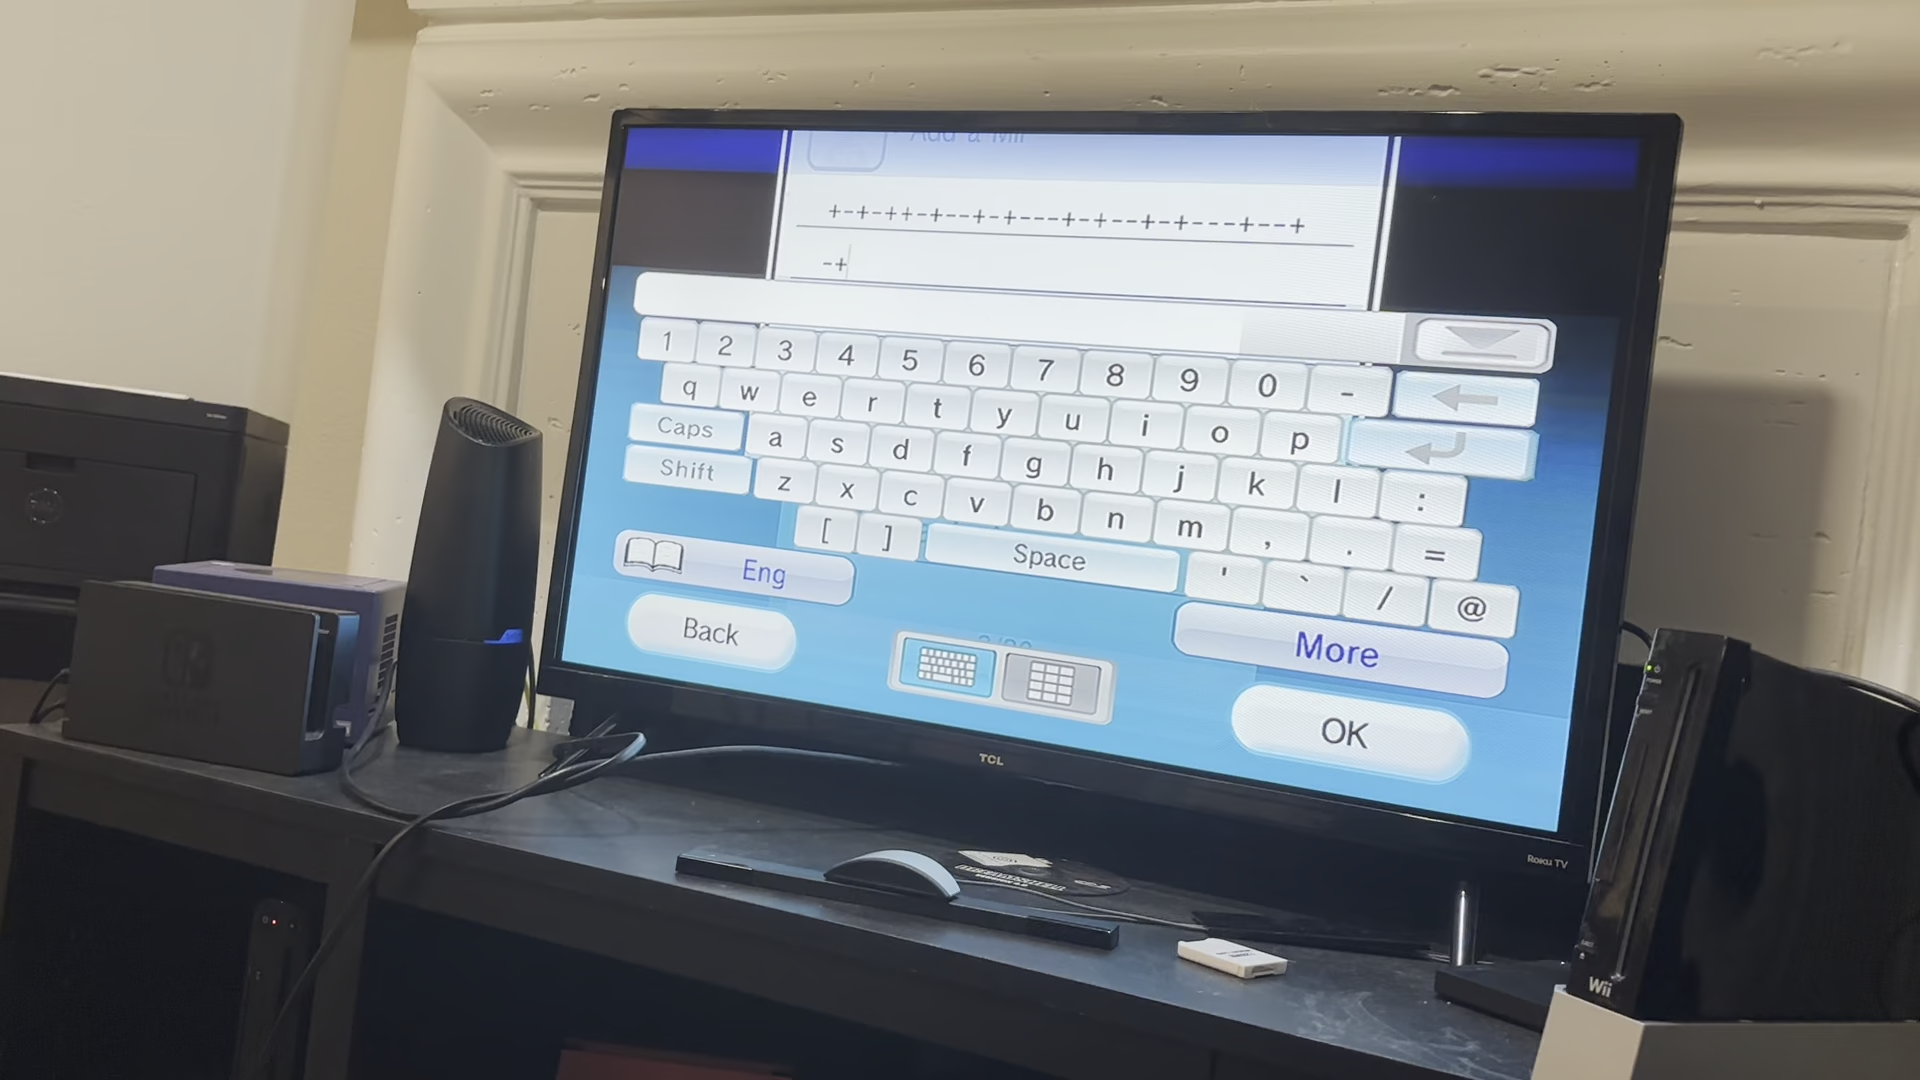 Add a Mii
+-+-++-+--+-+---+-+--+-+---+--+
-+
1 2 3 4 5 6 7 8 9 0 -
q w e r t y u i o p
Caps a s d f g h j k l :
Shift z x c v b n m , . =
[ ] Space ' ` / @
Eng
More
Back
OK
TCL
Roku TV
Wii